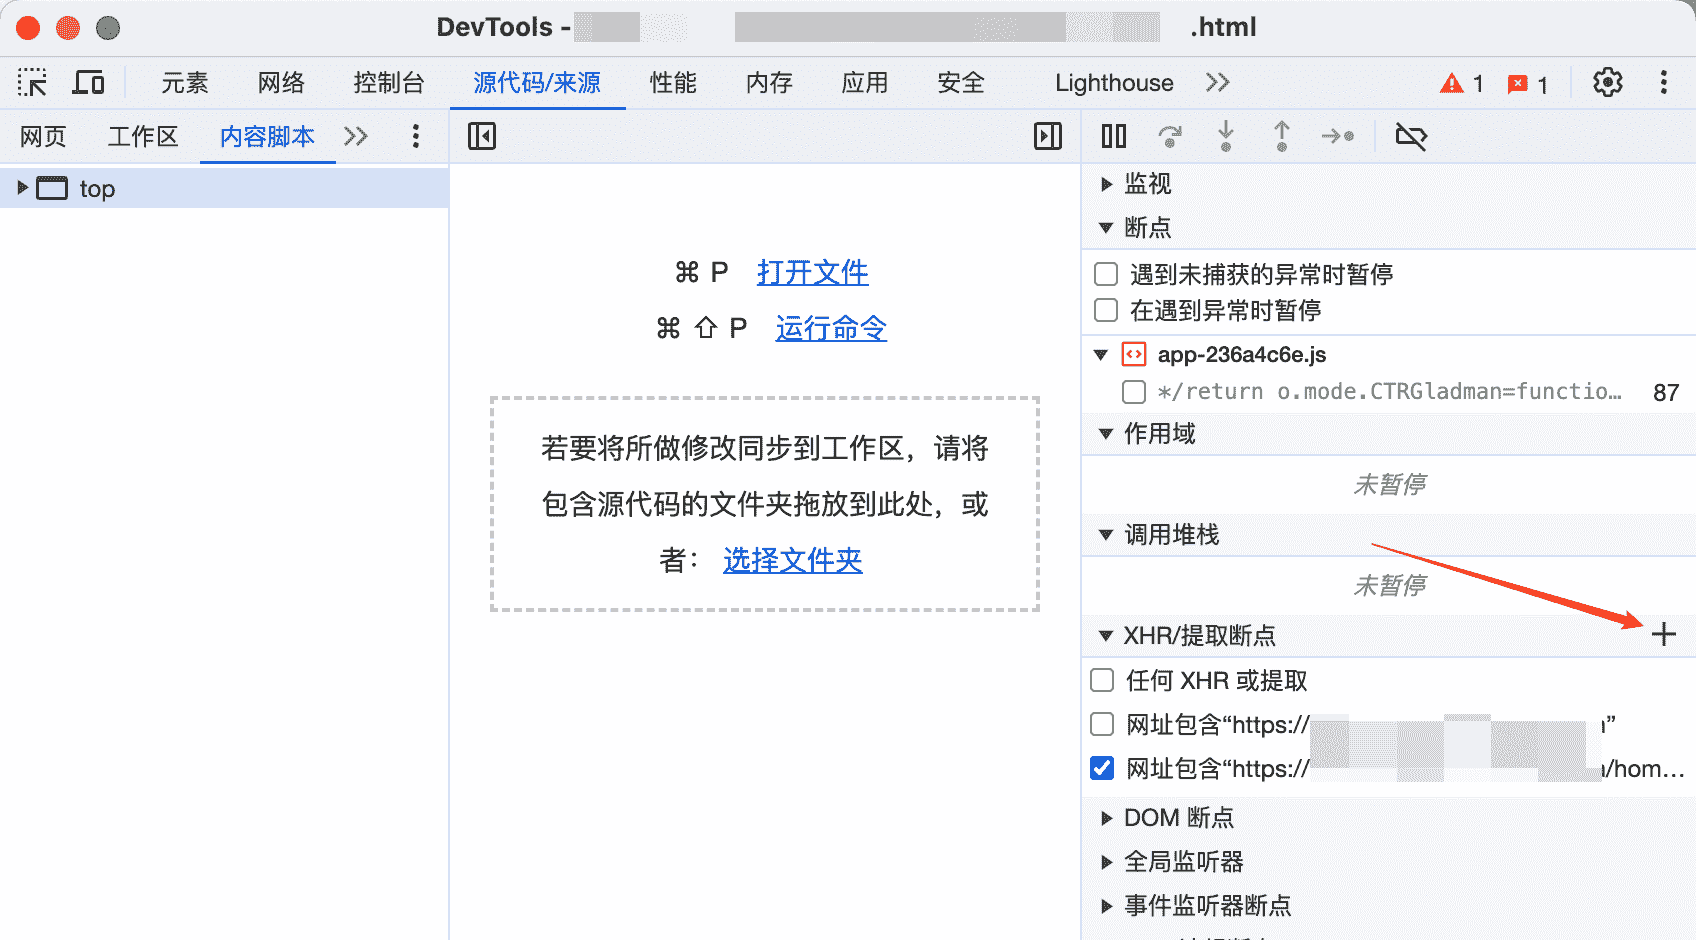 DevTools - .html
元素 网络 控制台 源代码/来源 性能 内存 应用 安全 Lighthouse 1 1
网页 工作区 内容脚本
top
⌘ P 打开文件
⌘ ⇧ P 运行命令
若要将所做修改同步到工作区，请将
包含源代码的文件夹拖放到此处，或
者： 选择文件夹
监视
断点
遇到未捕获的异常时暂停
在遇到异常时暂停
app-236a4c6e.js
*/return o.mode.CTRGladman=functio… 87
作用域
未暂停
调用堆栈
未暂停
XHR/提取断点
任何 XHR 或提取
网址包含“https:// ”
网址包含“https:// /hom…
DOM 断点
全局监听器
事件监听器断点